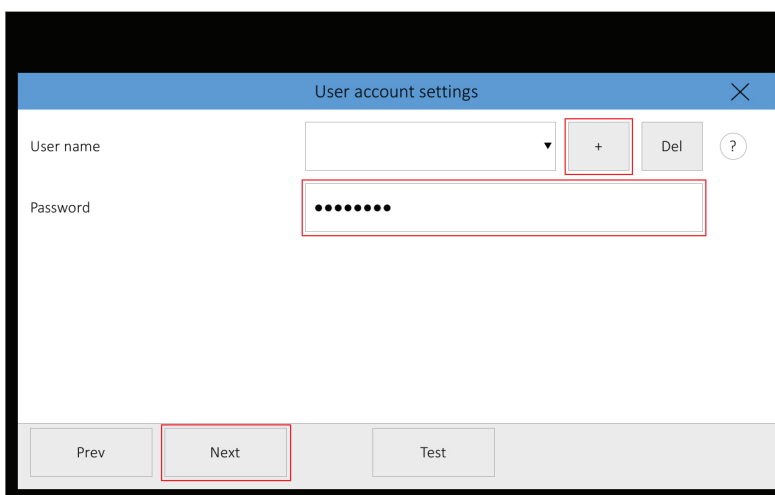 User account settings
User name
+
Del
?
Password
●●●●●●●●
Prev
Next
Test